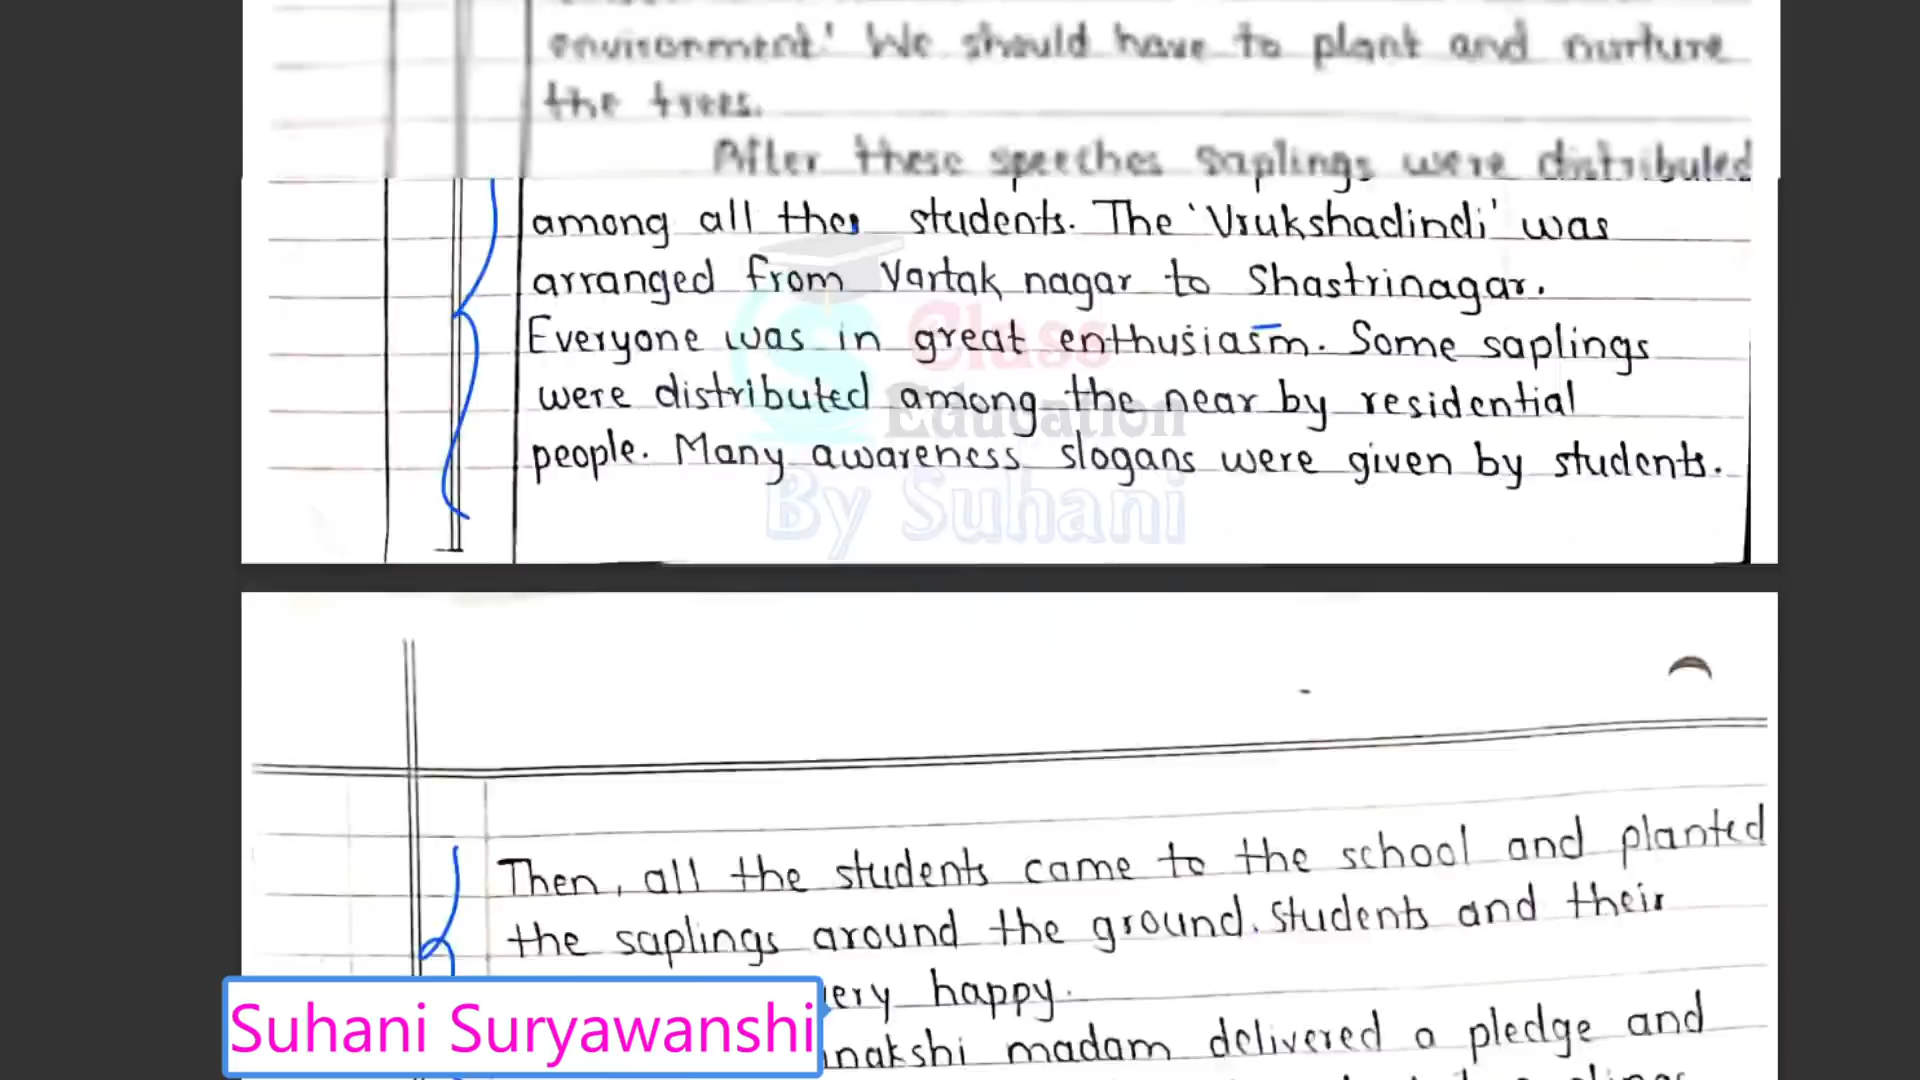 environment! We should have to plant and nurture
the trees.
After these speeches saplings were distributed
among all the students. The 'Vrukshadindi' was
arranged from Vartak nagar to Shastrinagar.
Everyone was in great enthusiasm. Some saplings
were distributed among the near by residential
people. Many awareness slogans were given by students.
Class
Education
By Suhani
Then, all the students came to the school and planted
the saplings around the ground. Students and their
happy.
madam delivered a pledge and
Suhani Suryawanshi